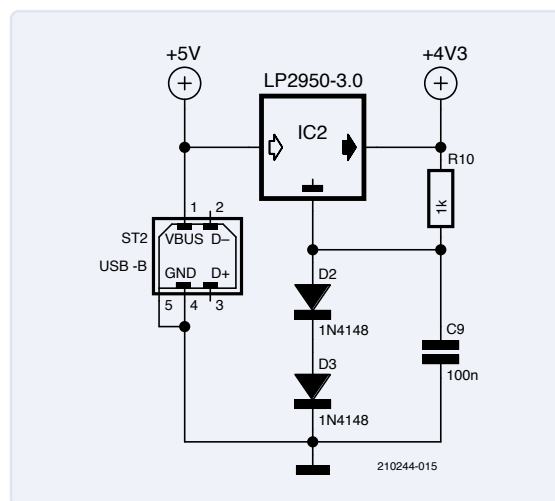 +5V
+4V3
LP2950-3.0
IC2
R10
1k
1
2
ST2
VBUS
D–
USB -B
GND
D+
5
4
3
D2
1N4148
C9
100n
D3
1N4148
210244-015